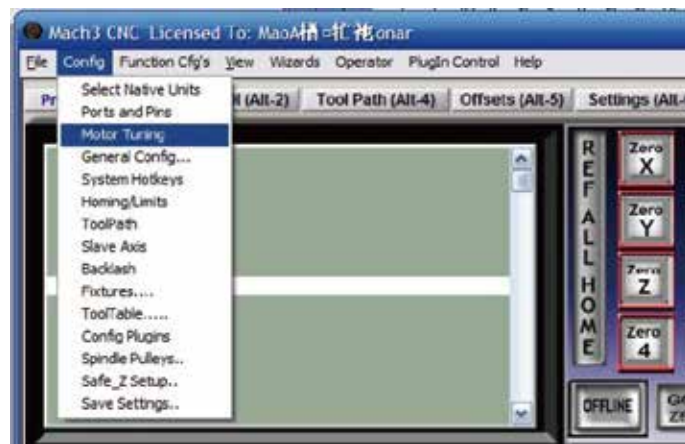 Mach3 CNC Licensed To:
File Config Function Cfg's View Wizards Operator PlugIn Control Help
(Alt-2) Tool Path (Alt-4) Offsets (Alt-5) Settings (Alt-
Select Native Units
Ports and Pins
Motor Tuning
General Config...
System Hotkeys
Homing/Limits
ToolPath
Slave Axis
Backlash
Fixtures....
ToolTable.....
Config Plugins
Spindle Pulleys..
Safe_Z Setup..
Save Settings..
REF ALL HOME
Zero X
Zero Y
Zero Z
Zero 4
OFFLINE